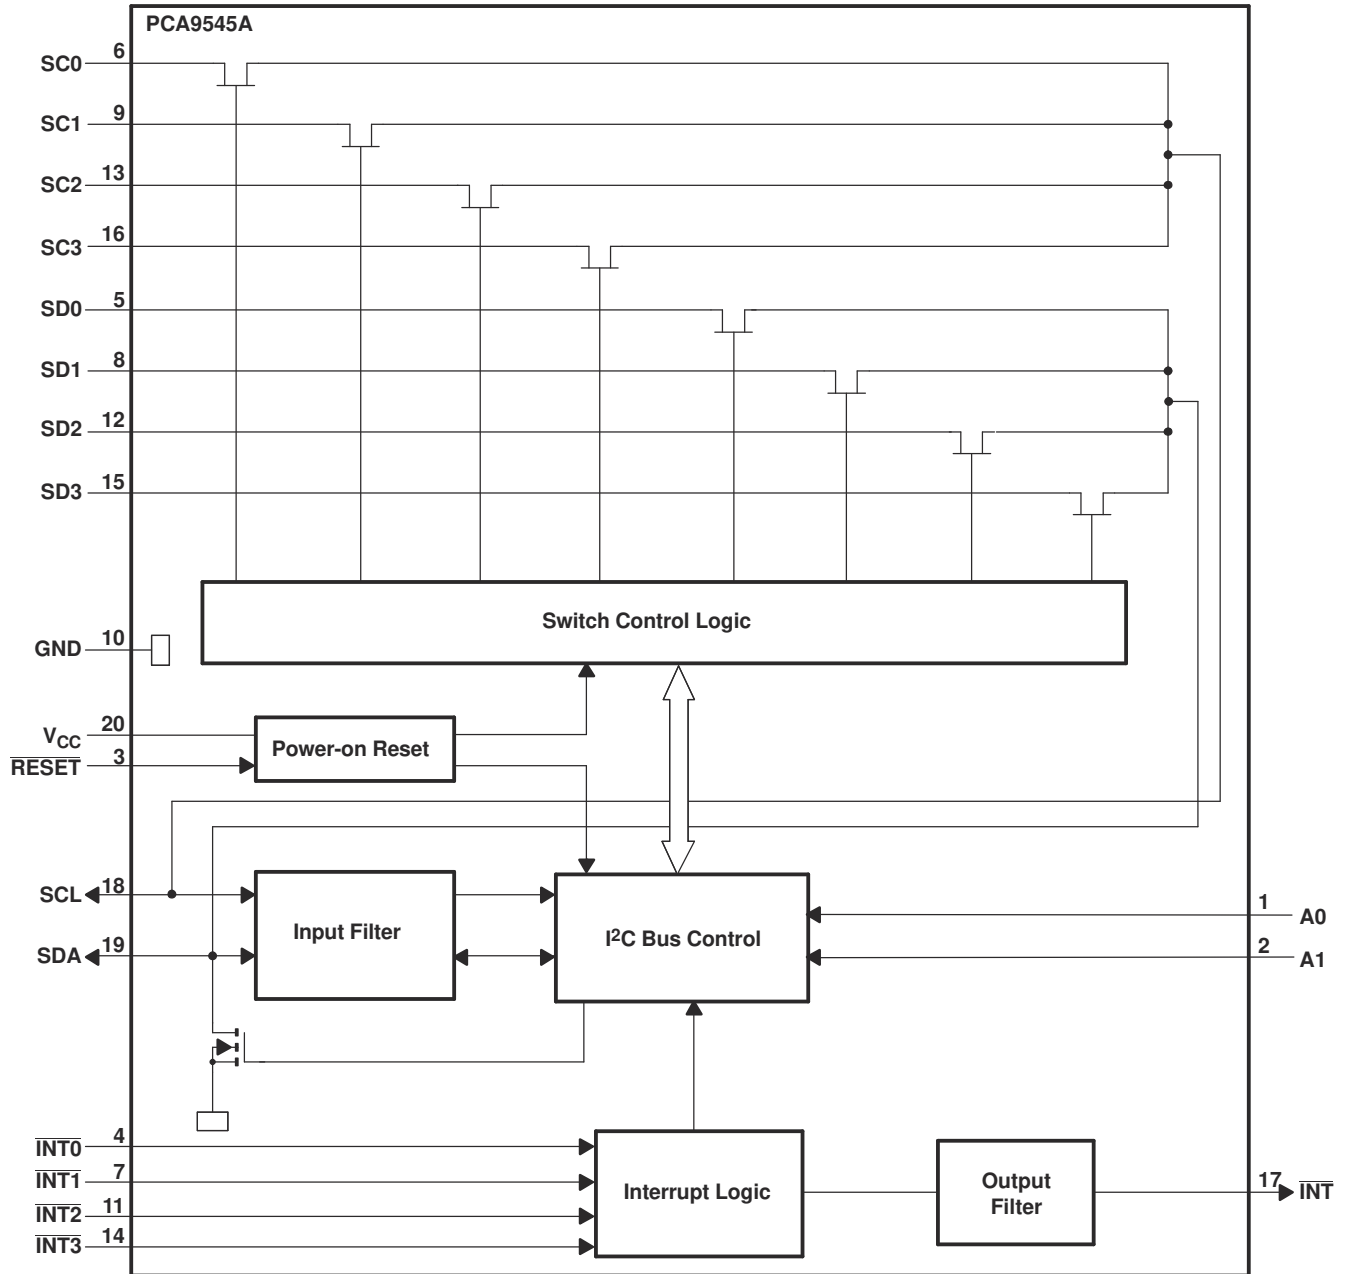 PCA9545A
SC0 6
SC1 9
SC2 13
SC3 16
SD0 5
SD1 8
SD2 12
SD3 15
Switch Control Logic
GND 10
VCC 20
Power-on Reset
RESET 3
SCL 18
Input Filter
I2C Bus Control
1 A0
SDA 19
2 A1
INT0 4
INT1 7
INT2 11
INT3 14
Interrupt Logic
Output
Filter
17 INT